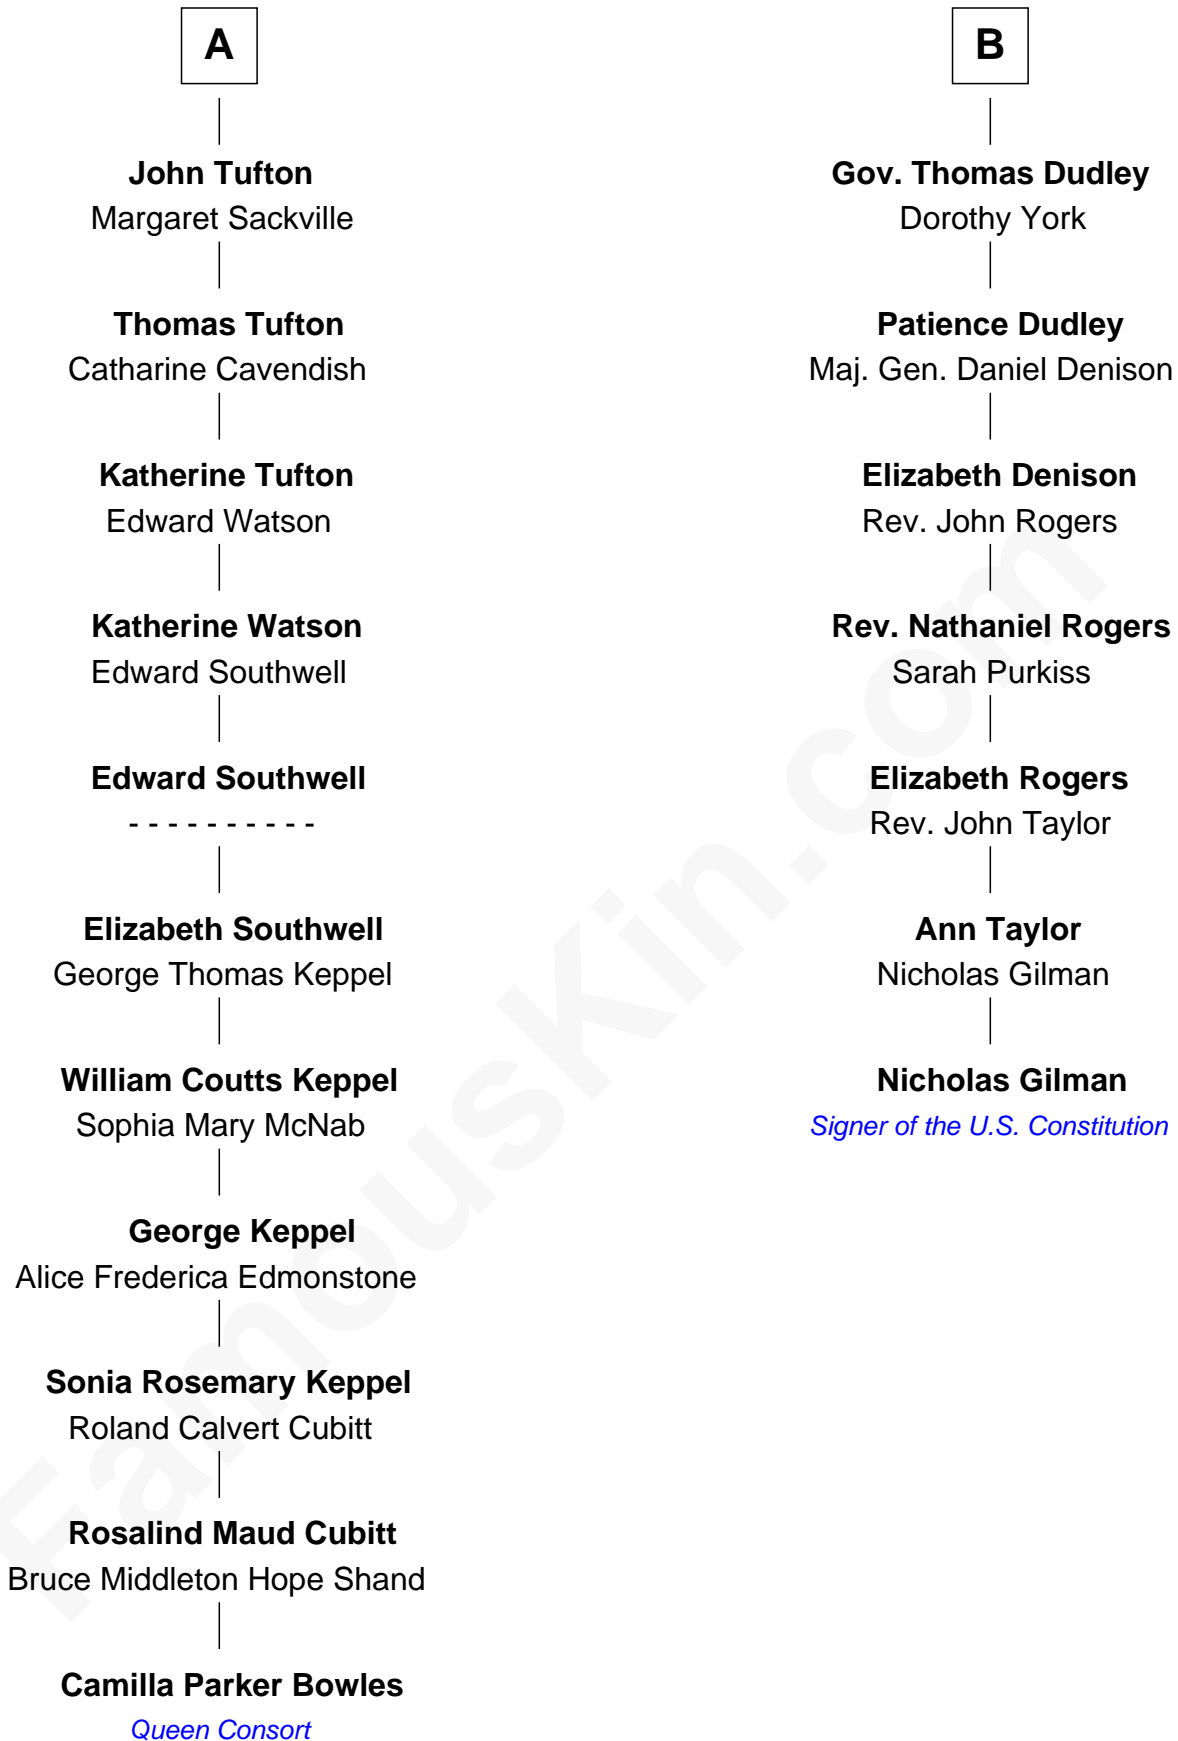 A
John Tufton
Margaret Sackville
Thomas Tufton
Catharine Cavendish
Katherine Tufton
Edward Watson
Katherine Watson
Edward Southwell
Edward Southwell
- - - - - - - - - -
Elizabeth Southwell
George Thomas Keppel
William Coutts Keppel
Sophia Mary McNab
George Keppel
Alice Frederica Edmonstone
Sonia Rosemary Keppel
Roland Calvert Cubitt
Rosalind Maud Cubitt
Bruce Middleton Hope Shand
Camilla Parker Bowles
Queen Consort
B
Gov. Thomas Dudley
Dorothy York
Patience Dudley
Maj. Gen. Daniel Denison
Elizabeth Denison
Rev. John Rogers
Rev. Nathaniel Rogers
Sarah Purkiss
Elizabeth Rogers
Rev. John Taylor
Ann Taylor
Nicholas Gilman
Nicholas Gilman
Signer of the U.S. Constitution
FamousKin.com